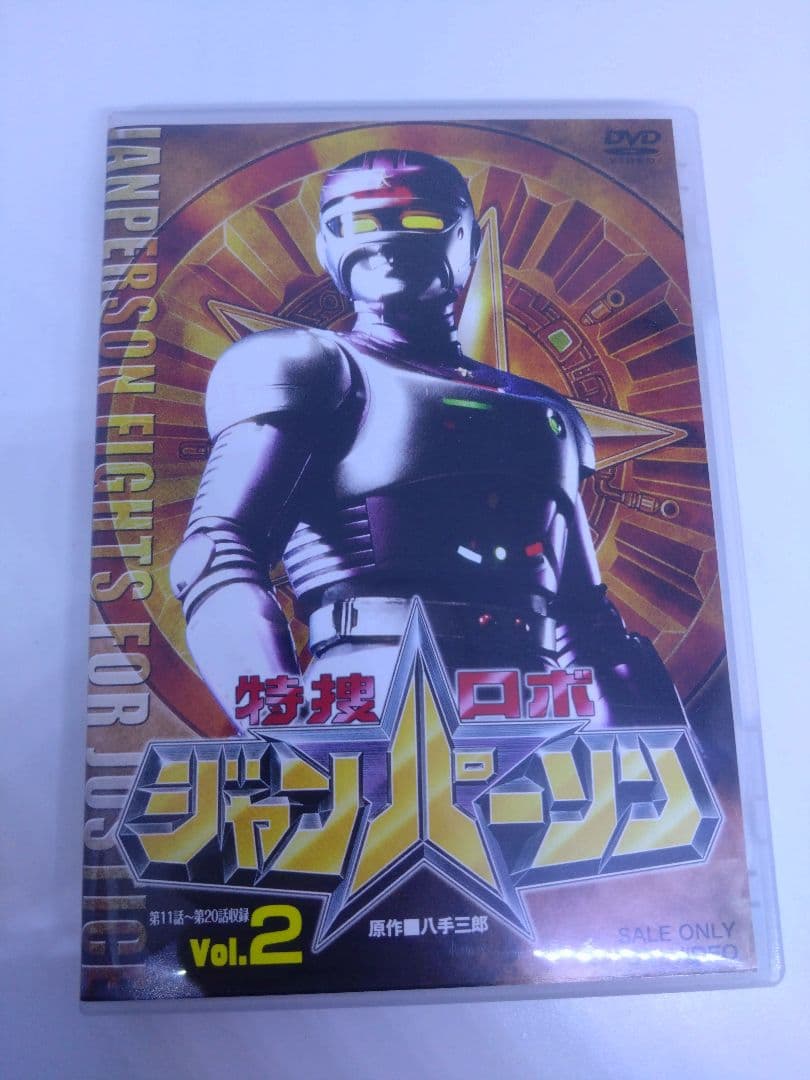 DVD
VIDEO
JANPERSON FIGHTS FOR JUSTICE
特捜ロボ
ジャンパーソン
第11話~第20話収録
Vol.2
原作■八手三郎
SALE ONLY